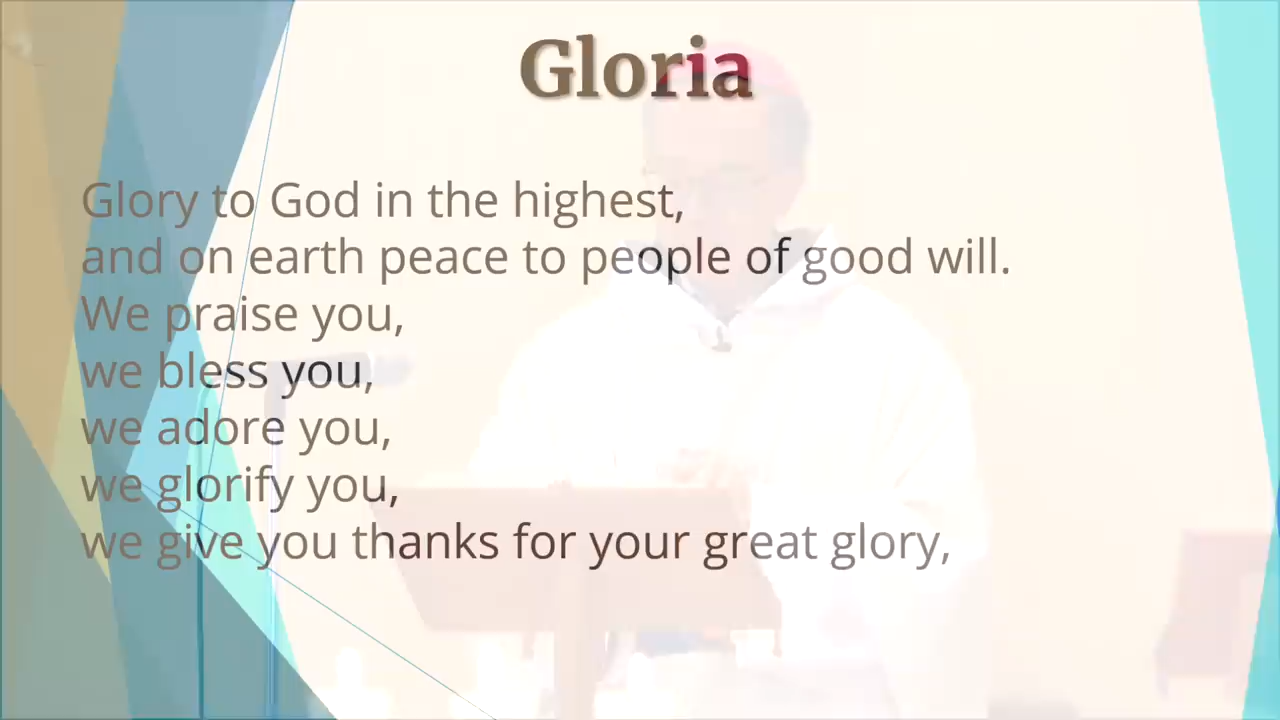 Gloria
Glory to God in the highest,
and on earth peace to people of good will.
We praise you,
we bless you,
we adore you,
we glorify you,
we give you thanks for your great glory,